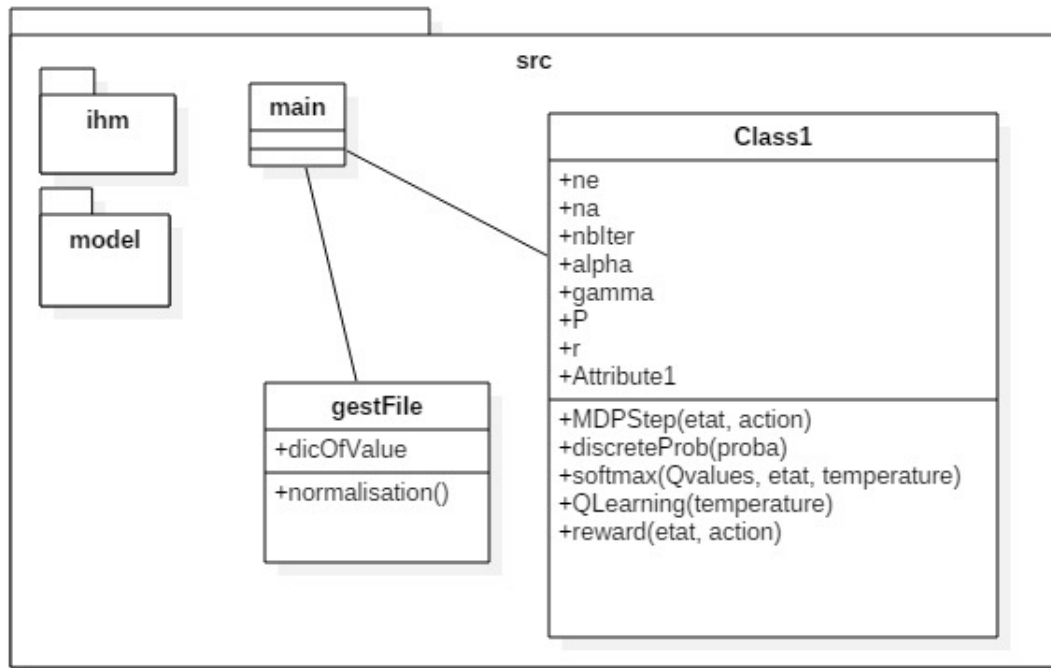 src
ihm
model
main
gestFile
+dicOfValue
+normalisation()
Class1
+ne
+na
+nbIter
+alpha
+gamma
+P
+r
+Attribute1
+MDPStep(etat, action)
+discreteProb(proba)
+softmax(Qvalues, etat, temperature)
+QLearning(temperature)
+reward(etat, action)